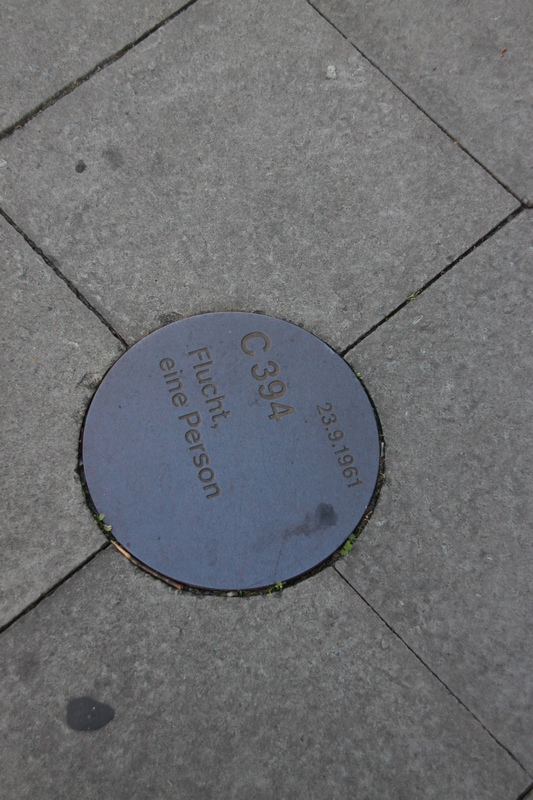 23.9.1961
C 394
Flucht,
eine Person